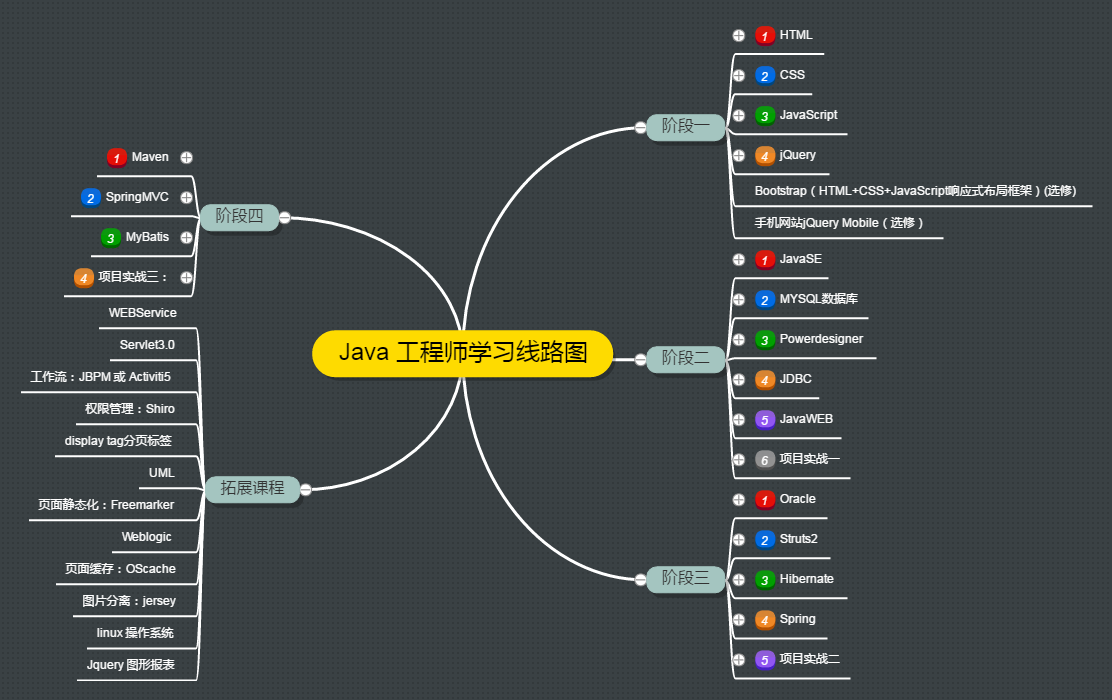 Java 工程师学习线路图
阶段一
1 HTML
2 CSS
3 JavaScript
4 jQuery
Bootstrap（HTML+CSS+JavaScript响应式布局框架）(选修)
手机网站jQuery Mobile（选修）
阶段二
1 JavaSE
2 MYSQL数据库
3 Powerdesigner
4 JDBC
5 JavaWEB
6 项目实战一
阶段三
1 Oracle
2 Struts2
3 Hibernate
4 Spring
5 项目实战二
阶段四
1 Maven
2 SpringMVC
3 MyBatis
4 项目实战三：
拓展课程
WEBService
Servlet3.0
工作流：JBPM 或 Activiti5
权限管理：Shiro
display tag分页标签
UML
页面静态化：Freemarker
Weblogic
页面缓存：OScache
图片分离：jersey
linux 操作系统
Jquery 图形报表